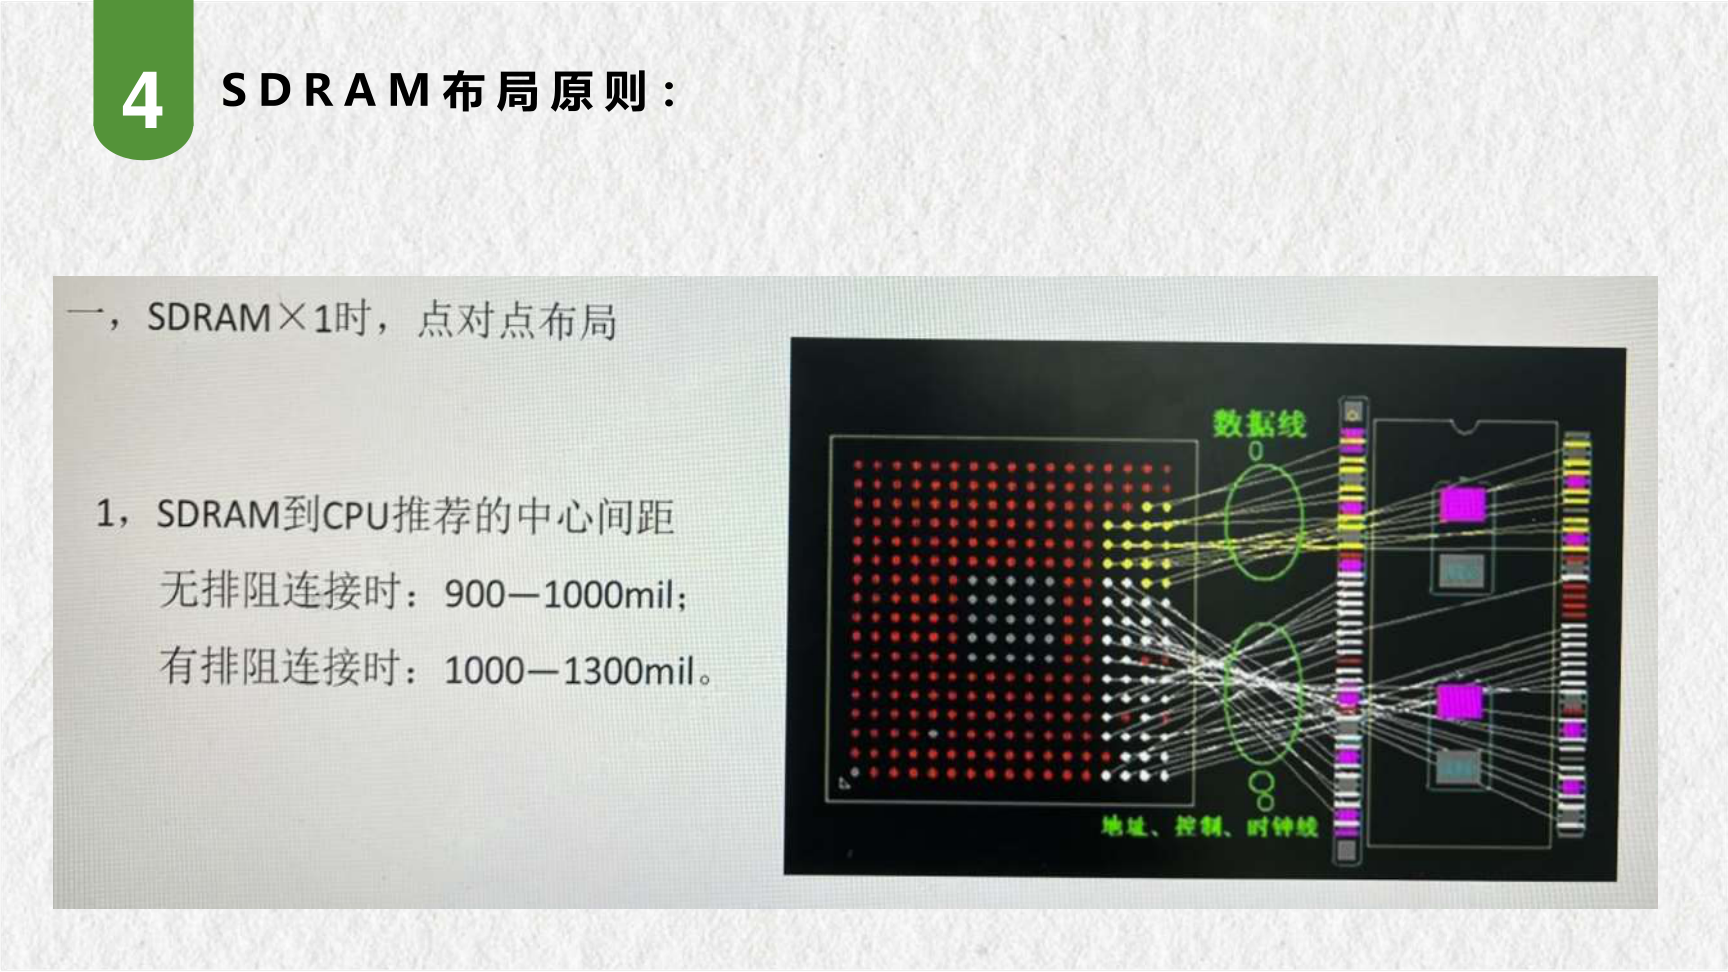 4
SDRAM布局原则：
一，SDRAM×1时，点对点布局
1，SDRAM到CPU推荐的中心间距
无排阻连接时：900—1000mil；
有排阻连接时：1000—1300mil。
数据线
地址、控制、时钟线